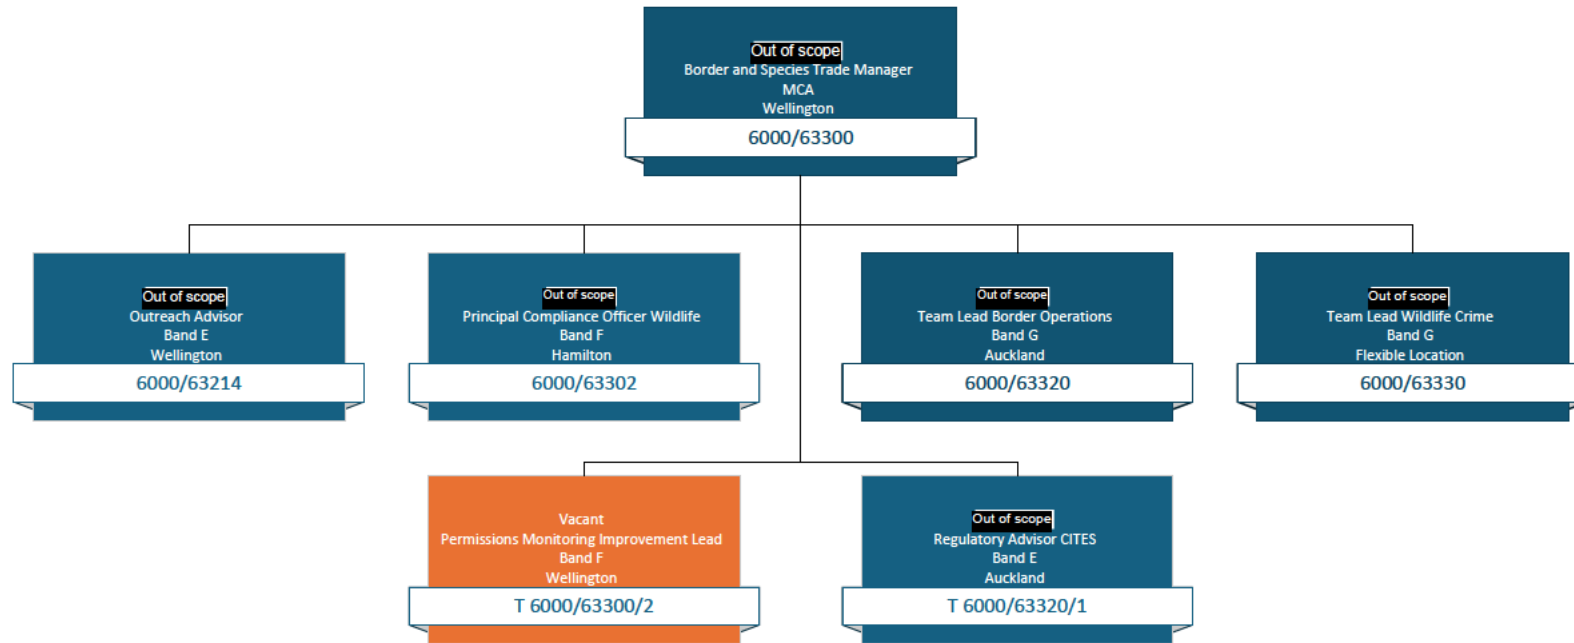 Out of scope
Border and Species Trade Manager
MCA
Wellington
6000/63300
Out of scope
Outreach Advisor
Band E
Wellington
6000/63214
Out of scope
Principal Compliance Officer Wildlife
Band F
Hamilton
6000/63302
Out of scope
Team Lead Border Operations
Band G
Auckland
6000/63320
Out of scope
Team Lead Wildlife Crime
Band G
Flexible Location
6000/63330
Vacant
Permissions Monitoring Improvement Lead
Band F
Wellington
T 6000/63300/2
Out of scope
Regulatory Advisor CITES
Band E
Auckland
T 6000/63320/1